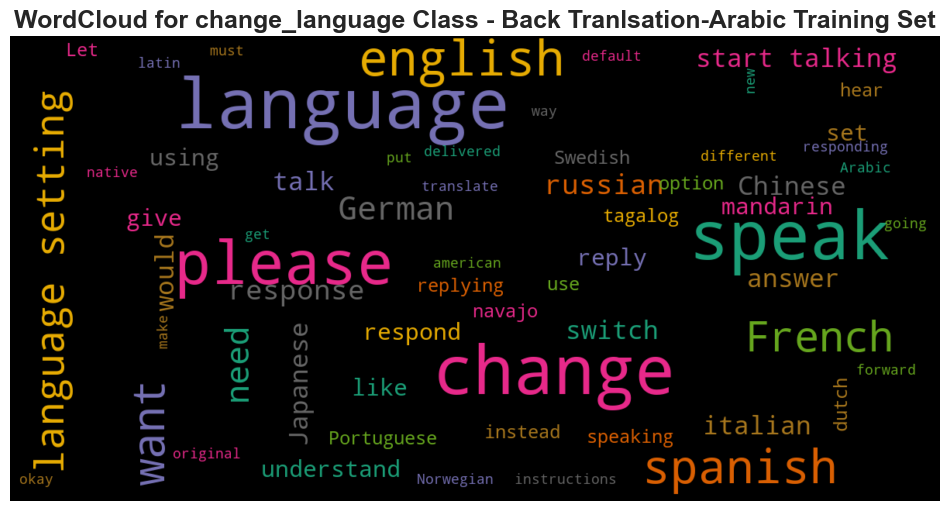 WordCloud for change_language Class - Back Tranlsation-Arabic Training Set
Let
must
latin
english
default
start talking
new
hear
language
way
set
responding
using
put
delivered
Swedish
different
Arabic
native
talk
translate
russian
option
Chinese
German
mandarin
give
tagalog
going
language setting
would
get
please
speak
american
reply
answer
response
replying
use
navajo
make
need
Japanese
respond
switch
French
change
like
forward
want
dutch
Portuguese
instead
speaking
italian
original
understand
spanish
okay
Norwegian
instructions